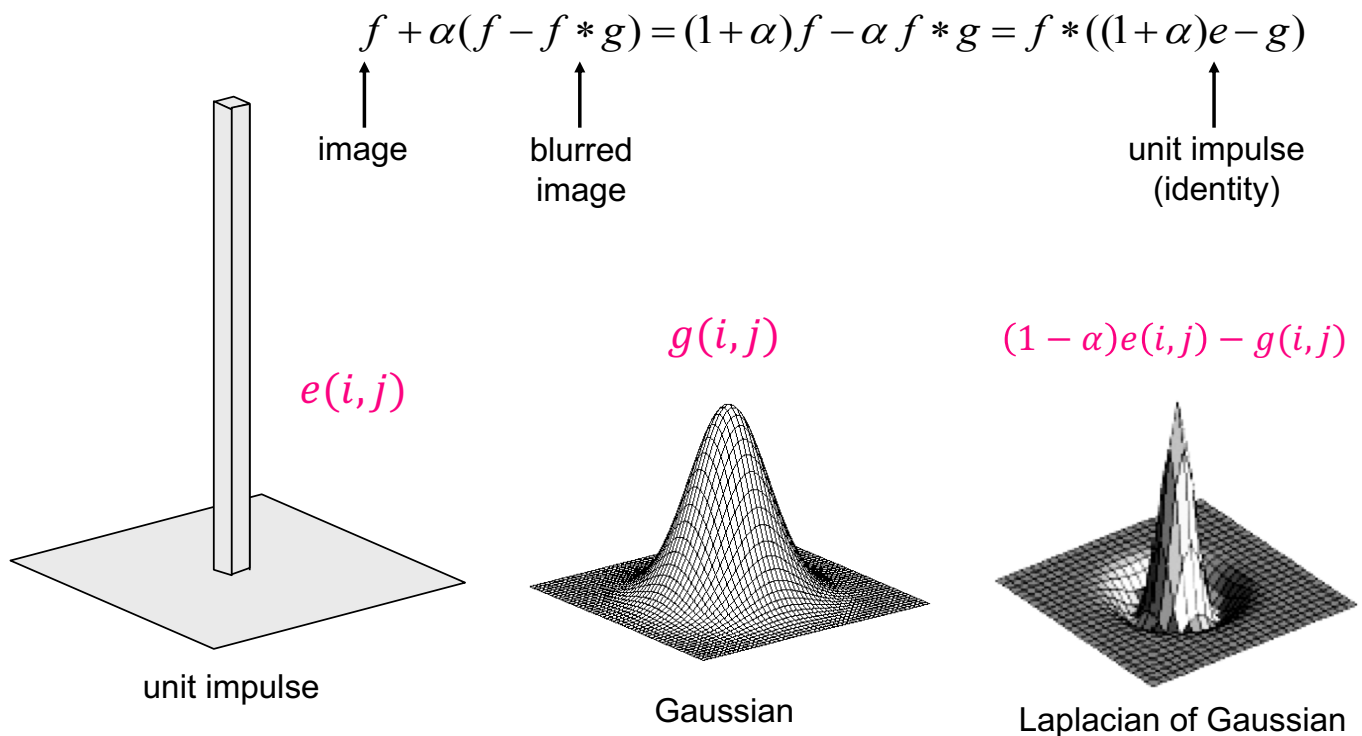 f + α(f − f * g) = (1 + α)f − α f * g = f * ((1 + α)e − g)
image
blurred
image
unit impulse
(identity)
e(i, j)
g(i, j)
(1 − α)e(i, j) − g(i, j)
unit impulse
Gaussian
Laplacian of Gaussian